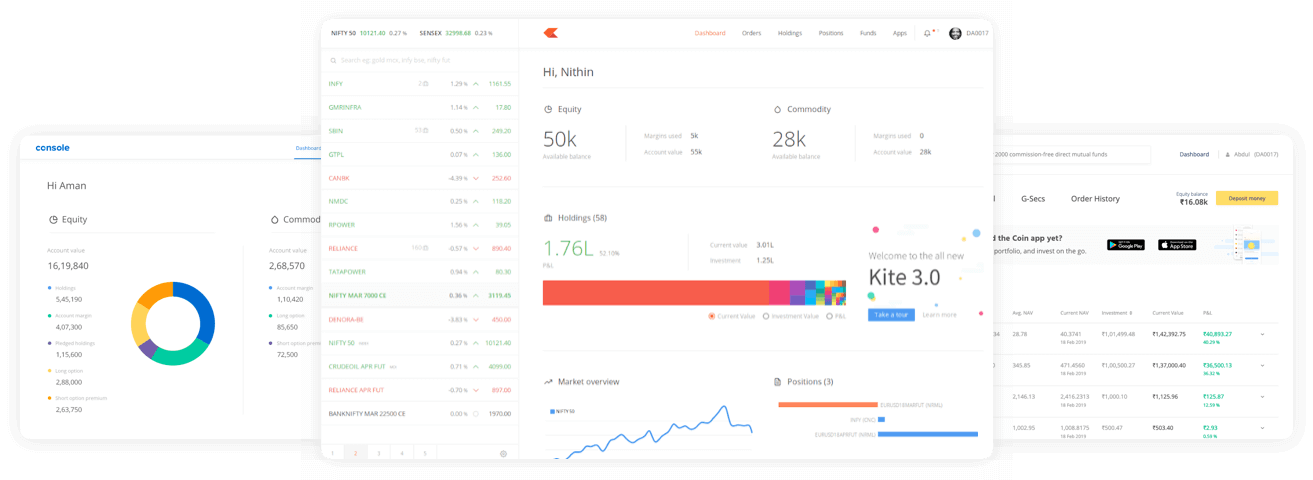 console
Dashboard
Hi Aman
Equity
Commod
Account value
16,19,840
Holdings
5,45,190
Account margin
4,07,300
Pledged holdings
1,15,600
Long option
2,88,000
Short option premium
2,63,750
Account value
2,68,570
Account margin
1,10,420
Long option
85,650
Short option prem
72,500
NIFTY 50 10121.40 0.27 % SENSEX 32998.68 0.23 %
Search eg: gold mcx, infy bse, nifty fut
INFY 2 1.29 % 1161.55
GMRINFRA 1.14 % 17.80
SBIN 53 0.50 % 249.20
GTPL 0.07 % 136.00
CANBK -4.39 % 252.60
NMDC 0.25 % 118.20
RPOWER 1.56 % 39.05
RELIANCE -0.57 % 890.40
TATAPOWER 0.94 % 80.30
NIFTY MAR 7000 CE 0.36 % 3119.45
DENORA-BE -3.83 % 450.00
NIFTY 50 0.27 % 10121.40
CRUDEOIL APR FUT 0.71 % 4099.00
RELIANCE APR FUT -0.70 % 897.00
BANKNIFTY MAR 22500 CE 0.00 % 1970.00
1 2 3 4 5
Dashboard Orders Holdings Positions Funds Apps DA0017
Hi, Nithin
Equity
50k
Available balance
Margins used 5k
Account value 55k
Commodity
28k
Available balance
Margins used 0
Account value 28k
Holdings (58)
1.76L 52.10%
P&L
Current value 3.01L
Investment 1.25L
Current Value Investment Value P&L
Welcome to the all new
Kite 3.0
Take a tour Learn more
Market overview
NIFTY 50
Positions (3)
EURUSD18MARFUT (NRML)
INFY (CNC)
EURUSD18APRFUT (NRML)
2000 commission-free direct mutual funds
Dashboard Abdul (DA0017)
G-Secs Order History
Equity balance
₹16.08k
Deposit money
d the Coin app yet?
portfolio, and invest on the go.
Google Play
App Store
Avg. NAV Current NAV Investment Current Value P&L
34 28.78 40.3741 ₹1,01,499.48 ₹1,42,392.75 ₹40,893.27
18 Feb 2019 40.29 %
345.85 471.4560 ₹1,00,500.27 ₹1,37,000.40 ₹36,500.13
18 Feb 2019 36.32 %
2,146.13 2,416.2313 ₹1,000.10 ₹1,125.96 ₹125.87
18 Feb 2019 12.59 %
1,002.95 1,008.8175 ₹500.47 ₹503.40 ₹2.93
18 Feb 2019 0.59 %